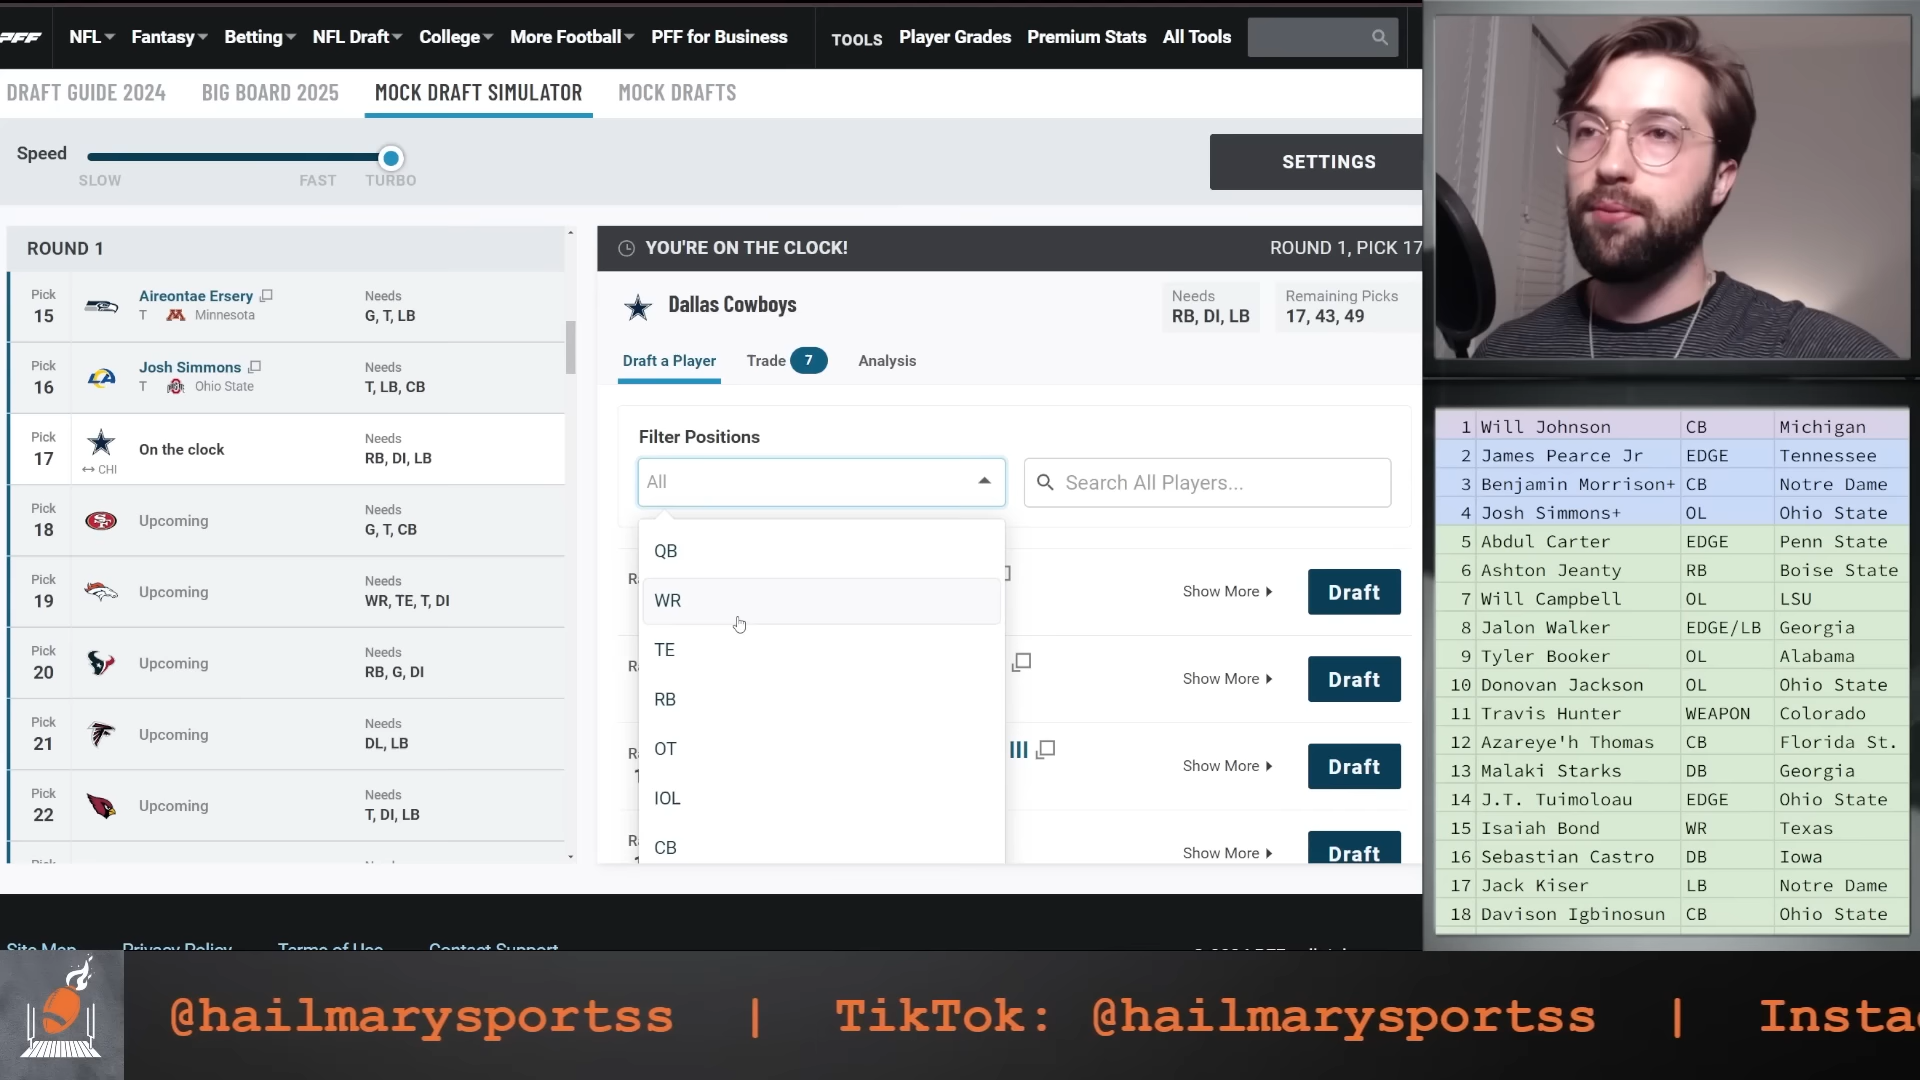 PFF NFL Fantasy Betting NFL Draft College More Football PFF for Business TOOLS Player Grades Premium Stats All Tools
DRAFT GUIDE 2024 BIG BOARD 2025 MOCK DRAFT SIMULATOR MOCK DRAFTS
Speed
SLOW FAST TURBO
SETTINGS
ROUND 1
Pick 15 Aireontae Ersery Needs
T Minnesota G, T, LB
Pick 16 Josh Simmons Needs
T Ohio State T, LB, CB
Pick 17 On the clock Needs
CHI RB, DI, LB
Pick 18 Upcoming Needs
G, T, CB
Pick 19 Upcoming Needs
WR, TE, T, DI
Pick 20 Upcoming Needs
RB, G, DI
Pick 21 Upcoming Needs
DL, LB
Pick 22 Upcoming Needs
T, DI, LB
YOU'RE ON THE CLOCK! ROUND 1, PICK 17
Dallas Cowboys
Needs
RB, DI, LB
Remaining Picks
17, 43, 49
Draft a Player Trade 7 Analysis
Filter Positions
All
Search All Players...
QB
WR
TE
RB
OT
IOL
CB
Show More Draft
Show More Draft
III Show More Draft
Show More Draft
1 Will Johnson CB Michigan
2 James Pearce Jr EDGE Tennessee
3 Benjamin Morrison+ CB Notre Dame
4 Josh Simmons+ OL Ohio State
5 Abdul Carter EDGE Penn State
6 Ashton Jeanty RB Boise State
7 Will Campbell OL LSU
8 Jalon Walker EDGE/LB Georgia
9 Tyler Booker OL Alabama
10 Donovan Jackson OL Ohio State
11 Travis Hunter WEAPON Colorado
12 Azareye'h Thomas CB Florida St.
13 Malaki Starks DB Georgia
14 J.T. Tuimoloau EDGE Ohio State
15 Isaiah Bond WR Texas
16 Sebastian Castro DB Iowa
17 Jack Kiser LB Notre Dame
18 Davison Igbinosun CB Ohio State
Site Map Privacy Policy Terms of Use Contact Support
@hailmarysportss | TikTok: @hailmarysportss | Insta